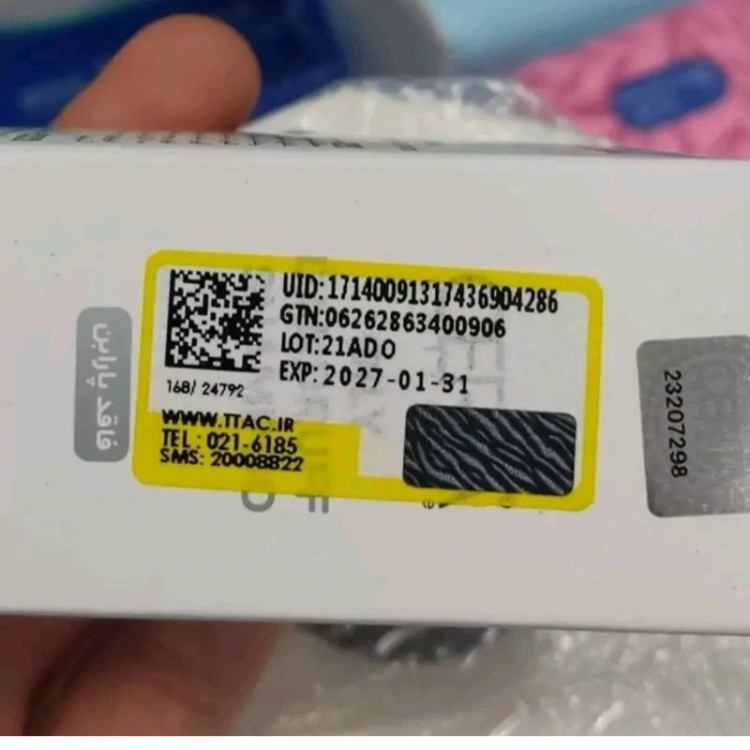 UID:17140091317436904286
GTN:06262863400906
LOT:21ADO
EXP:2027-01-31
168/ 24792
WWW.TTAC.IR
TEL: 021-6185
SMS: 20008822
فاقد پارابن
23207298